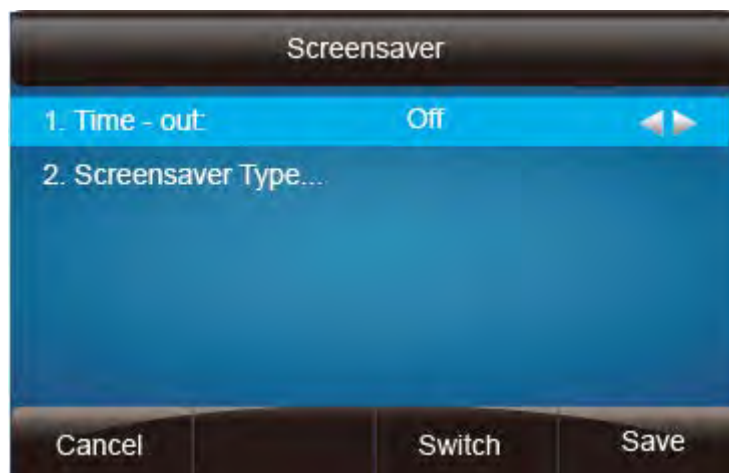 Screensaver
1. Time - out: Off
2. Screensaver Type...
Cancel Switch Save